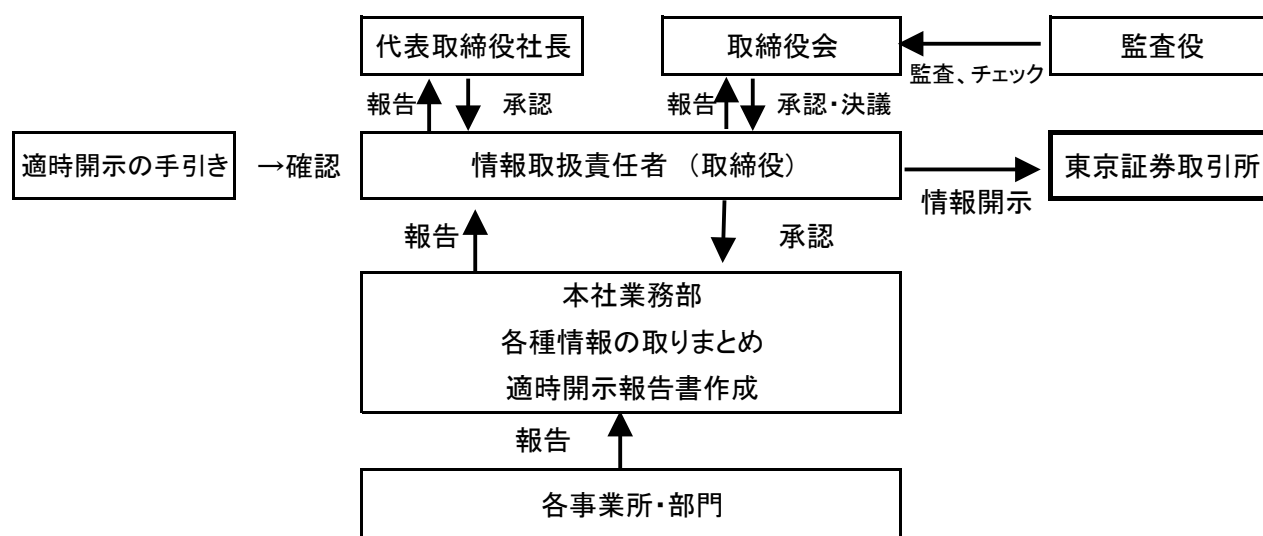 代表取締役社長
取締役会
監査役
監査、チェック
報告
承認
報告
承認・決議
適時開示の手引き
→確認
情報取扱責任者 (取締役)
東京証券取引所
情報開示
報告
承認
本社業務部
各種情報の取りまとめ
適時開示報告書作成
報告
各事業所・部門